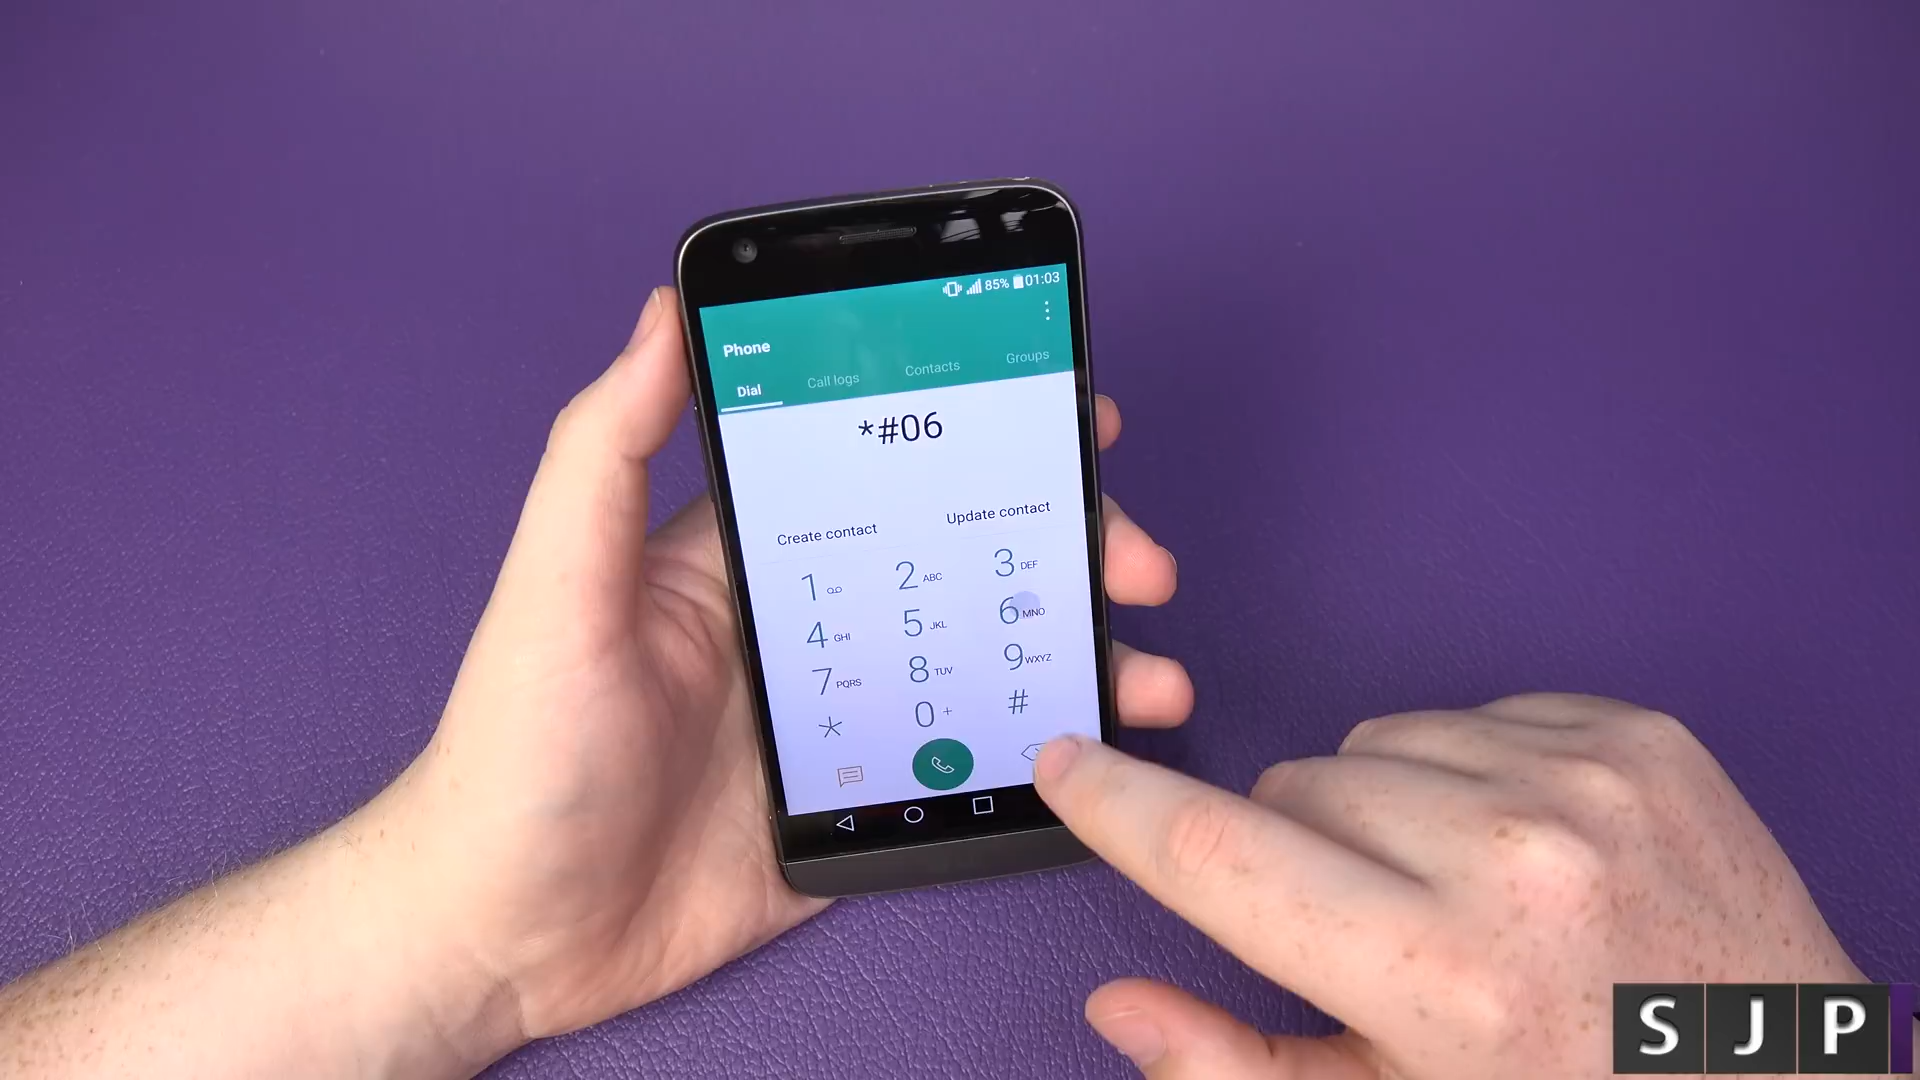 85% 01:03
Phone
Dial Call logs Contacts Groups
*#06
Create contact Update contact
1 2 ABC 3 DEF
4 GHI 5 JKL 6 MNO
7 PQRS 8 TUV 9 WXYZ
* 0 + #
SJP